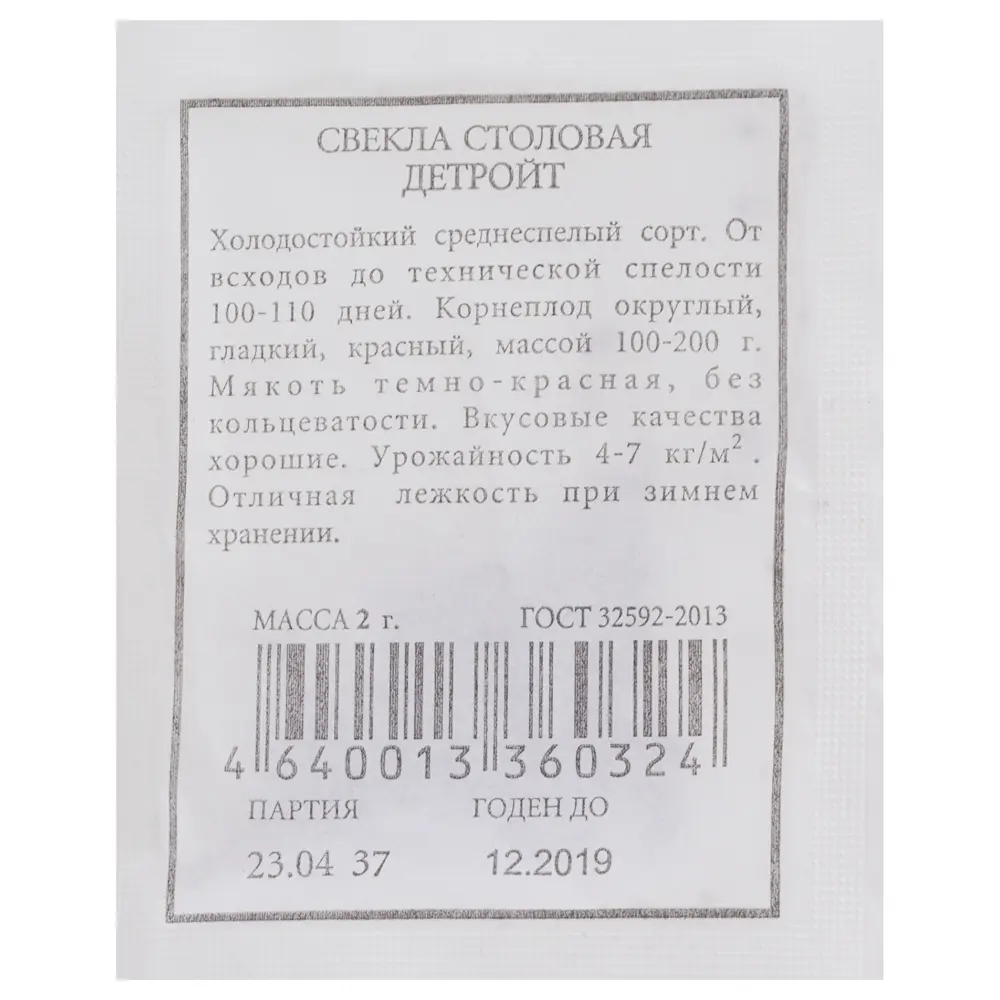 СВЕКЛА СТОЛОВАЯ
ДЕТРОЙТ
Холодостойкий среднеспелый сорт. От
всходов до технической спелости
100-110 дней. Корнеплод округлый,
гладкий, красный, массой 100-200 г.
Мякоть темно-красная, без
кольцеватости. Вкусовые качества
хорошие. Урожайность 4-7 кг/м².
Отличная лежкость при зимнем
хранении.
МАССА 2 г. ГОСТ 32592-2013
4 640013 360324
ПАРТИЯ ГОДЕН ДО
23.04 37 12.2019